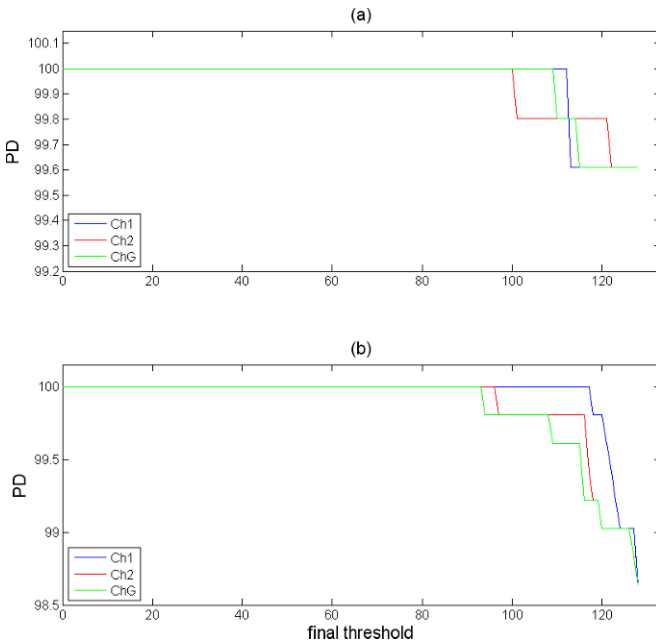 (a)
100.1
100
99.9
99.8
99.7
99.6
99.5
99.4
99.3
99.2
PD
Ch1
Ch2
ChG
0 20 40 60 80 100 120
(b)
100
99.5
99
98.5
PD
Ch1
Ch2
ChG
0 20 40 60 80 100 120
final threshold